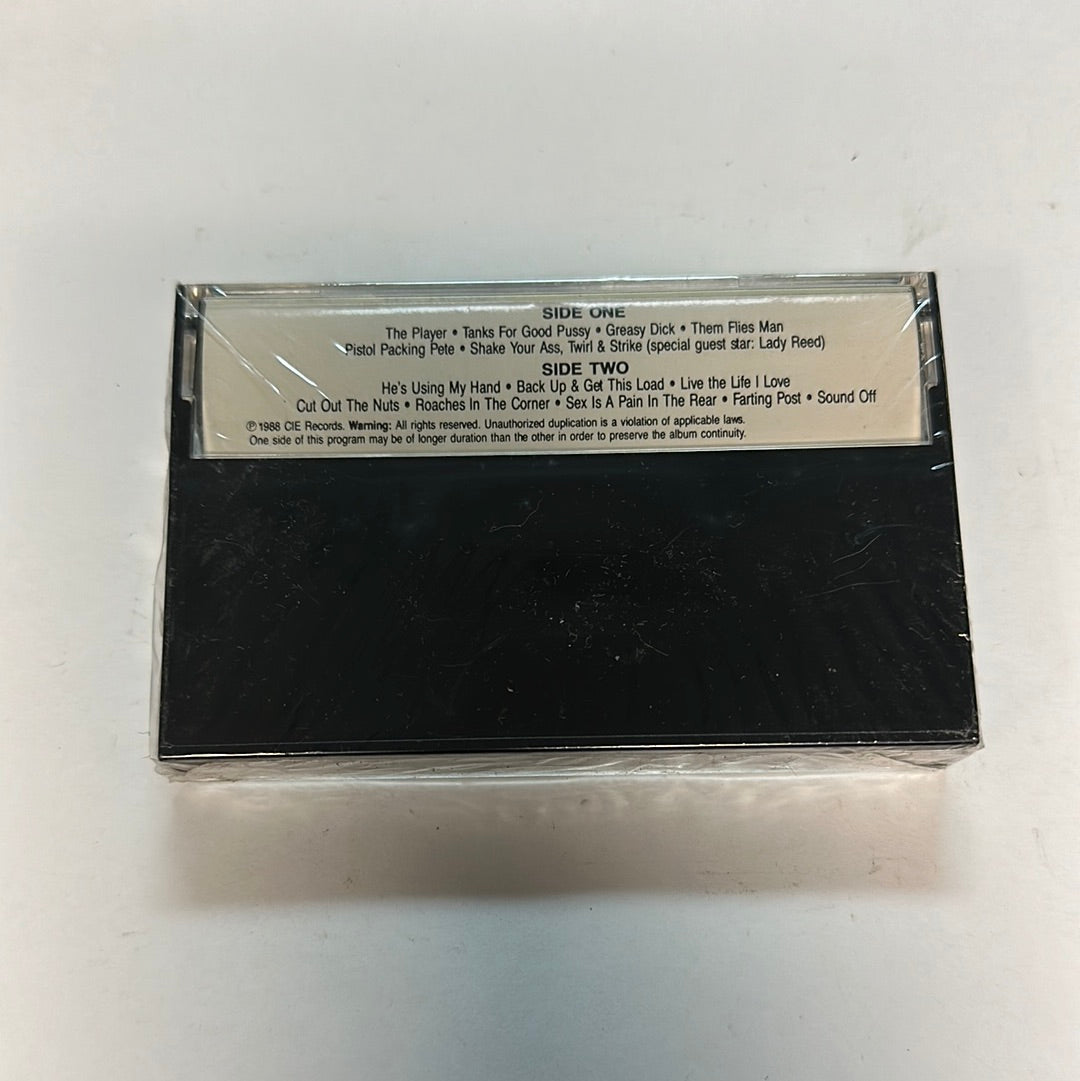 SIDE ONE
The Player • Tanks For Good Pussy • Greasy Dick • Them Flies Man
Pistol Packing Pete • Shake Your Ass, Twirl & Strike (special guest star: Lady Reed)
SIDE TWO
He's Using My Hand • Back Up & Get This Load • Live the Life I Love
Cut Out The Nuts • Roaches In The Corner • Sex Is A Pain In The Rear • Farting Post • Sound Off
℗ 1988 CIE Records. Warning: All rights reserved. Unauthorized duplication is a violation of applicable laws.
One side of this program may be of longer duration than the other in order to preserve the album continuity.